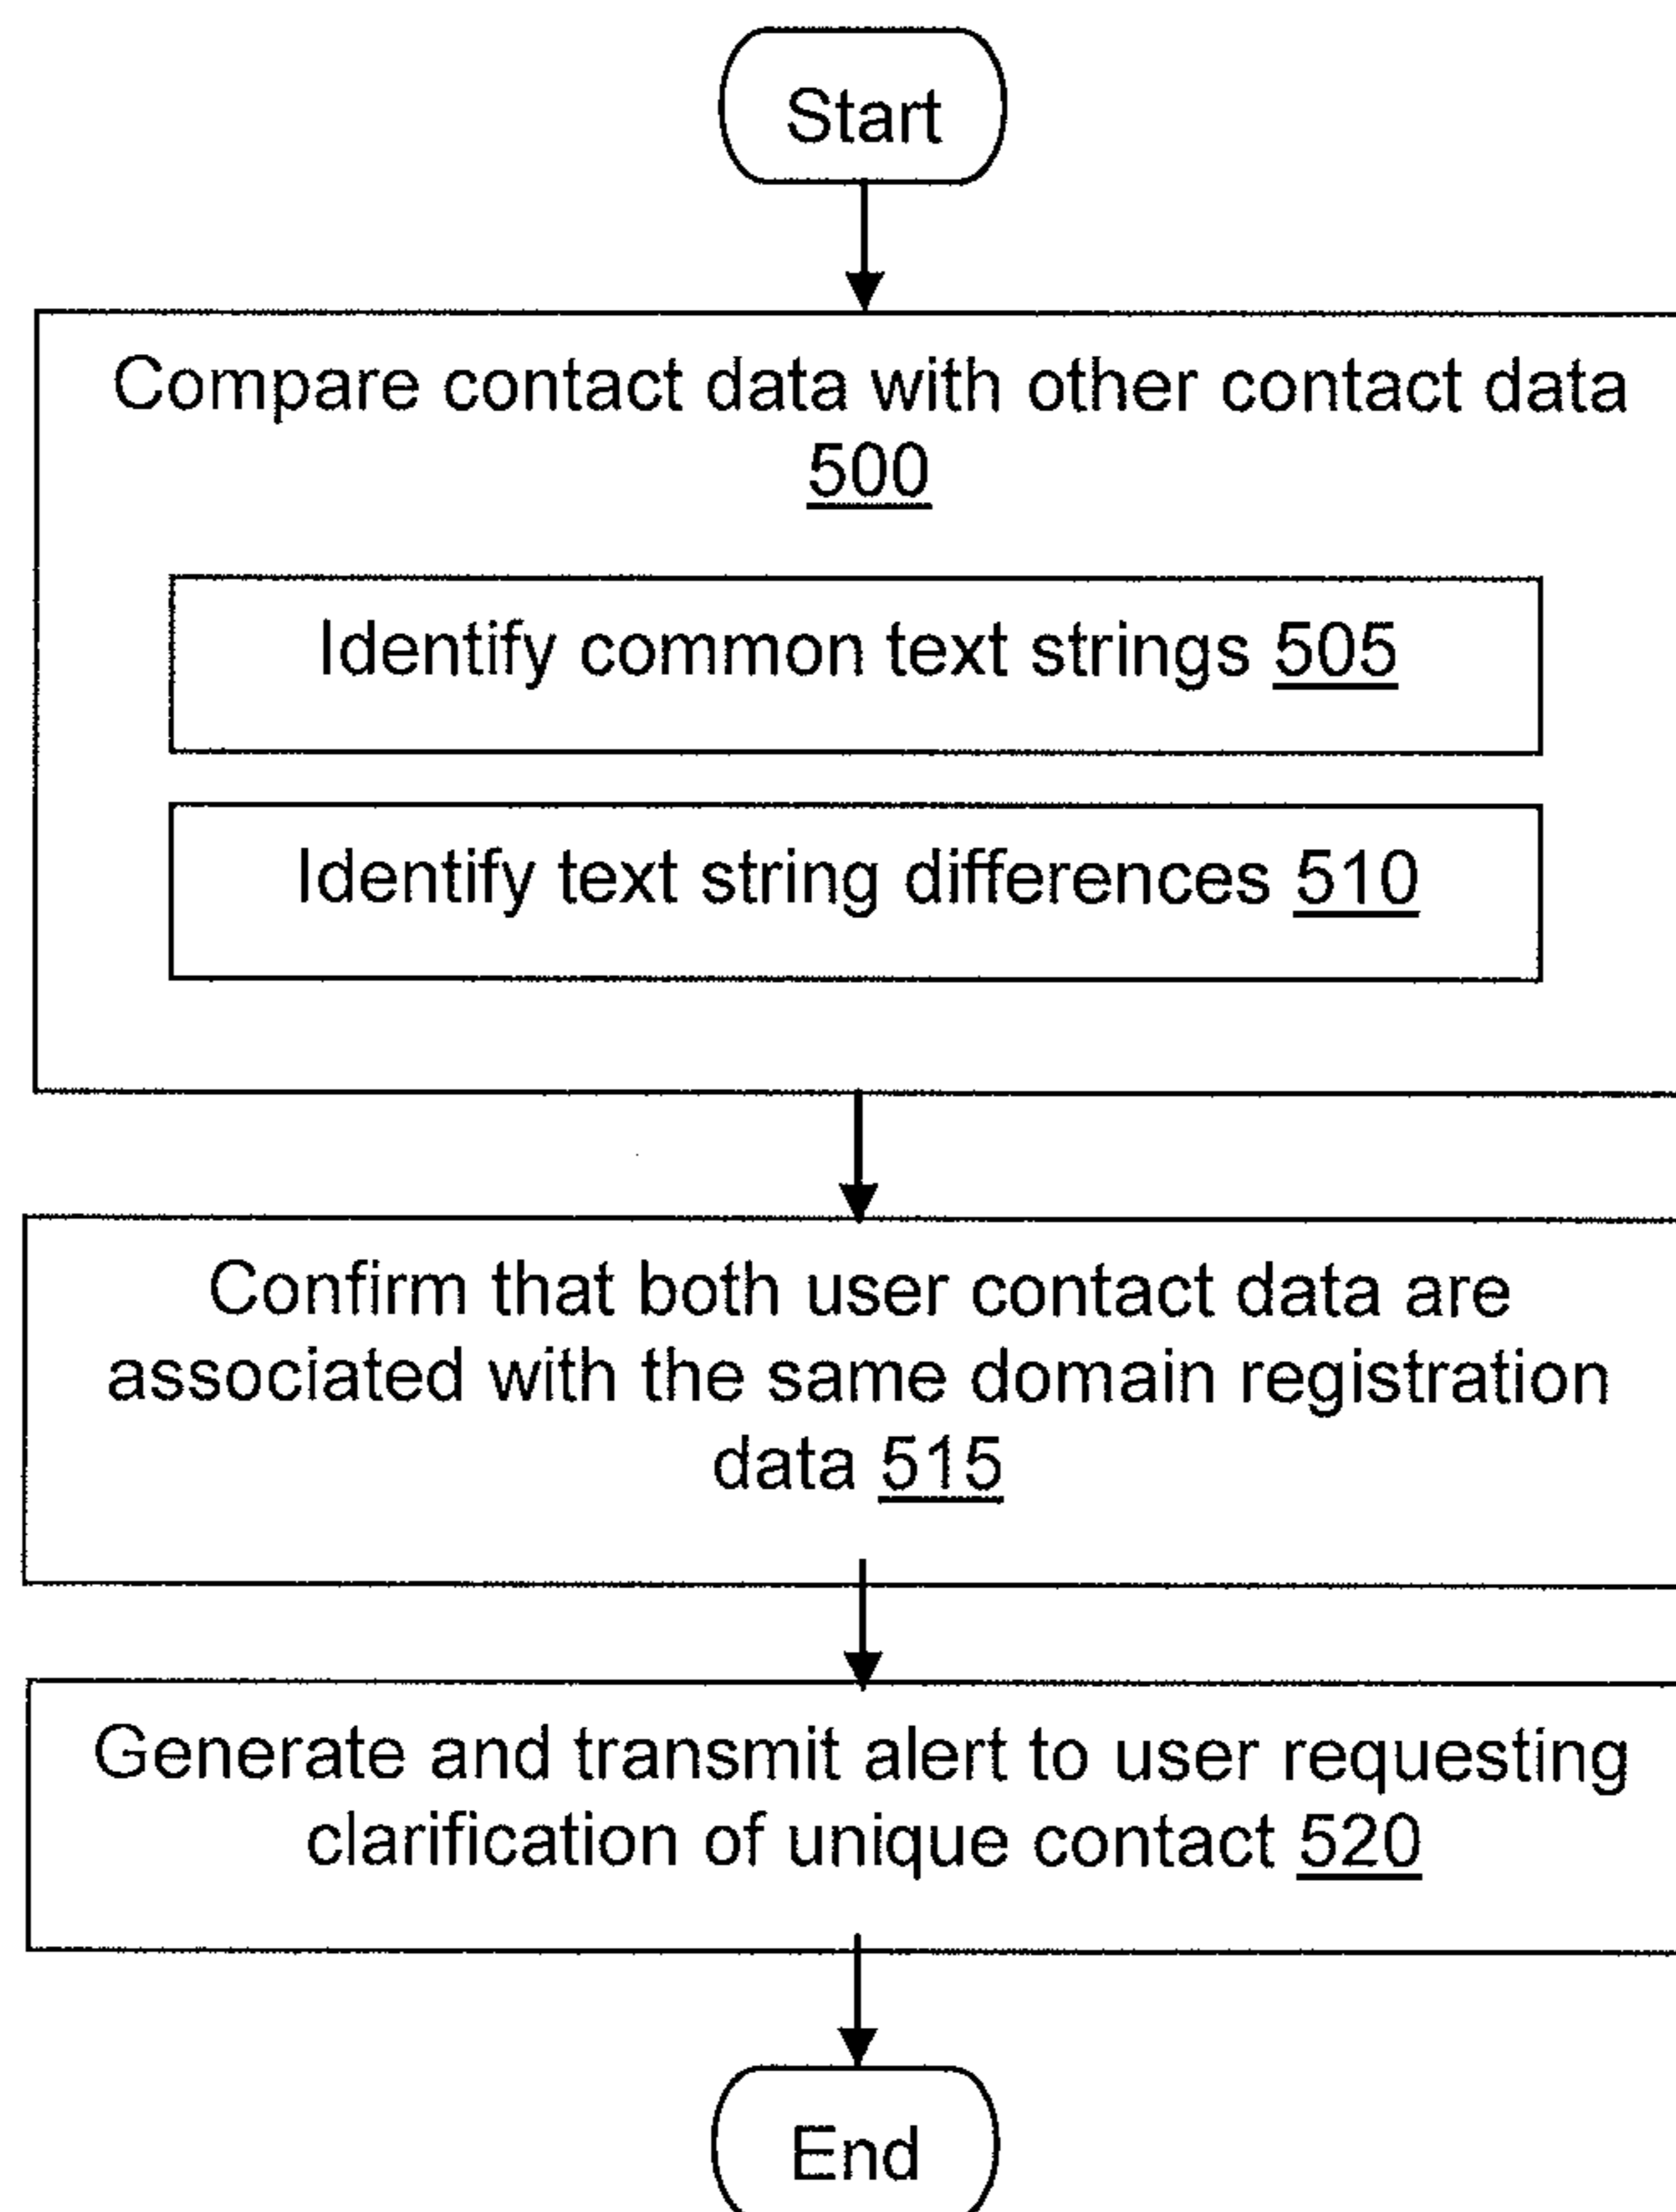 Start
Compare contact data with other contact data
500
Identify common text strings 505
Identify text string differences 510
Confirm that both user contact data are
associated with the same domain registration
data 515
Generate and transmit alert to user requesting
clarification of unique contact 520
End